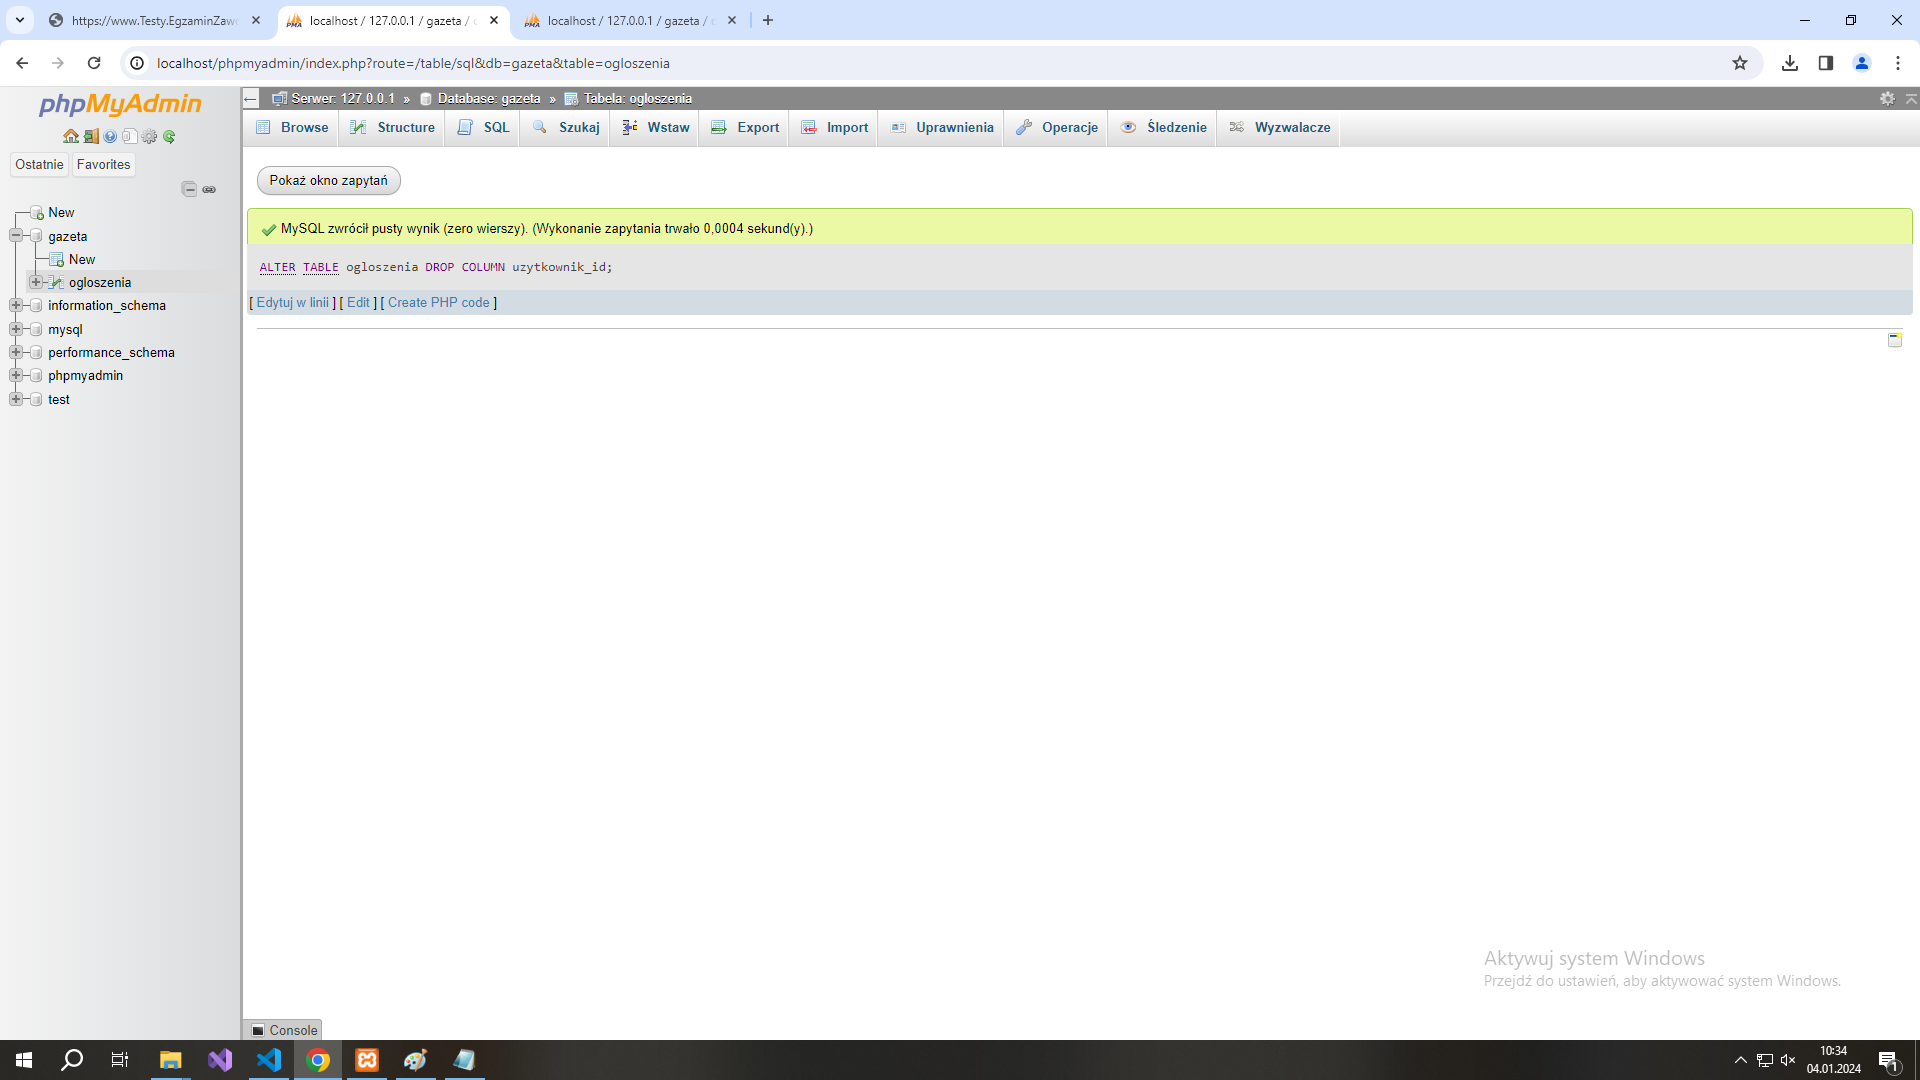 https://www.Testy.EgzaminZawo
localhost / 127.0.0.1 / gazeta / o
localhost / 127.0.0.1 / gazeta / o
localhost/phpmyadmin/index.php?route=/table/sql&db=gazeta&table=ogloszenia
phpMyAdmin
Ostatnie Favorites
New
gazeta
New
ogloszenia
information_schema
mysql
performance_schema
phpmyadmin
test
Serwer: 127.0.0.1 » Database: gazeta » Tabela: ogloszenia
Browse Structure SQL Szukaj Wstaw Export Import Uprawnienia Operacje Śledzenie Wyzwalacze
Pokaż okno zapytań
MySQL zwrócił pusty wynik (zero wierszy). (Wykonanie zapytania trwało 0,0004 sekund(y).)
ALTER TABLE ogloszenia DROP COLUMN uzytkownik_id;
[ Edytuj w linii ] [ Edit ] [ Create PHP code ]
Aktywuj system Windows
Przejdź do ustawień, aby aktywować system Windows.
Console
10:34
04.01.2024
1